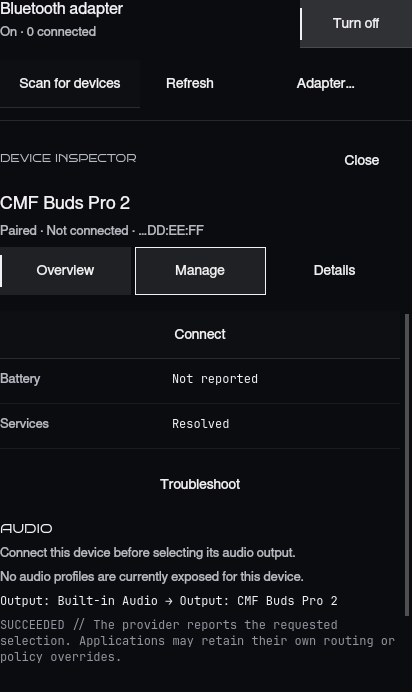 Bluetooth adapter
Turn off
On · 0 connected
Scan for devices
Refresh
Adapter...
DEVICE INSPECTOR
Close
CMF Buds Pro 2
Paired · Not connected · ...DD:EE:FF
Overview
Manage
Details
Connect
Battery
Not reported
Services
Resolved
Troubleshoot
AUDIO
Connect this device before selecting its audio output.
No audio profiles are currently exposed for this device.
Output: Built-in Audio → Output: CMF Buds Pro 2
SUCCEEDED // The provider reports the requested
selection. Applications may retain their own routing or
policy overrides.